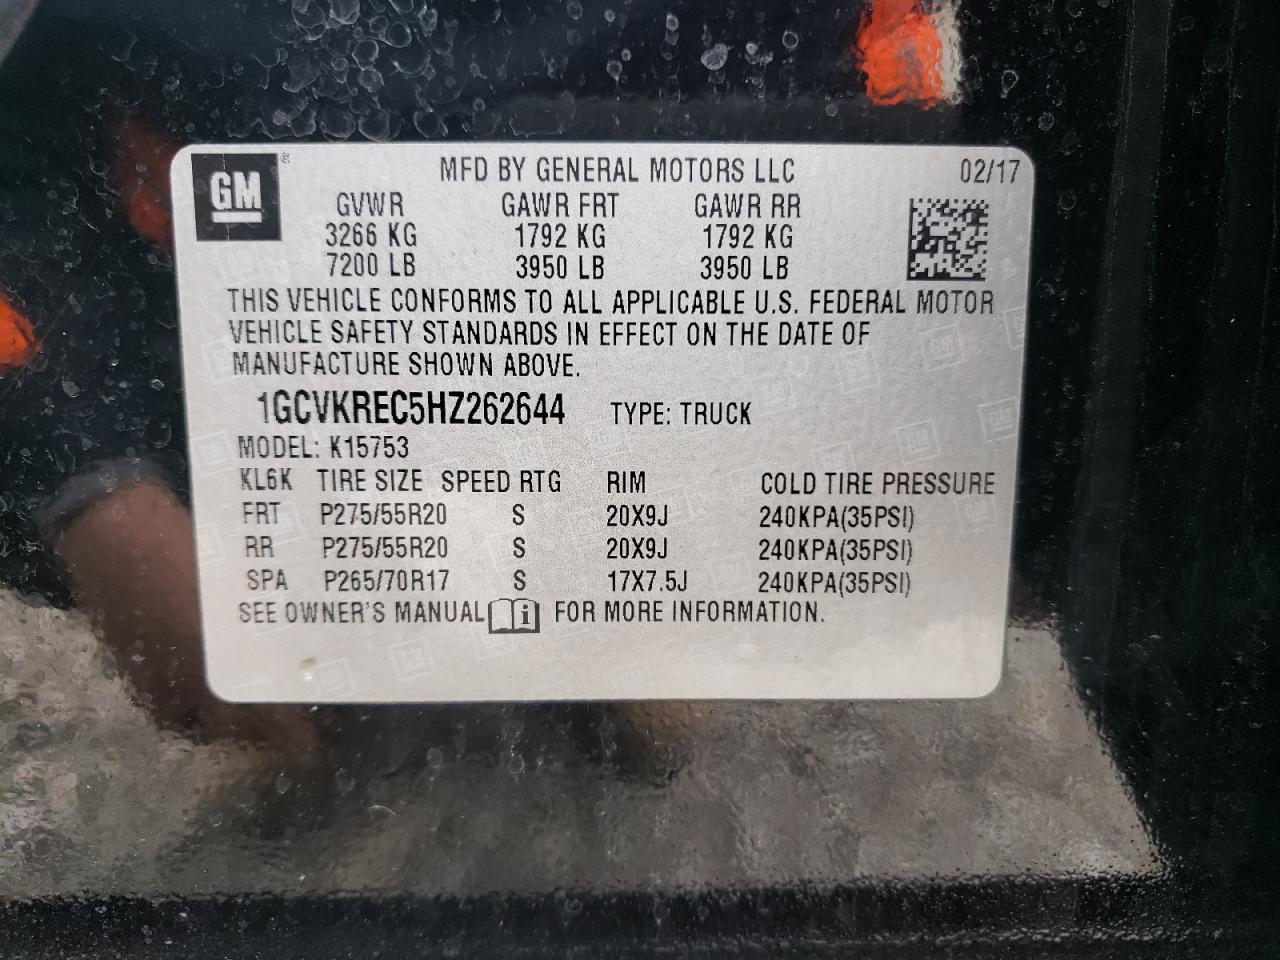 GM ® MFD BY GENERAL MOTORS LLC 02/17
GVWR GAWR FRT GAWR RR
3266 KG 1792 KG 1792 KG
7200 LB 3950 LB 3950 LB
THIS VEHICLE CONFORMS TO ALL APPLICABLE U.S. FEDERAL MOTOR
VEHICLE SAFETY STANDARDS IN EFFECT ON THE DATE OF
MANUFACTURE SHOWN ABOVE.
1GCVKREC5HZ262644 TYPE: TRUCK
MODEL: K15753
KL6K TIRE SIZE SPEED RTG RIM COLD TIRE PRESSURE
FRT P275/55R20 S 20X9J 240KPA(35PSI)
RR P275/55R20 S 20X9J 240KPA(35PSI)
SPA P265/70R17 S 17X7.5J 240KPA(35PSI)
SEE OWNER'S MANUAL i FOR MORE INFORMATION.